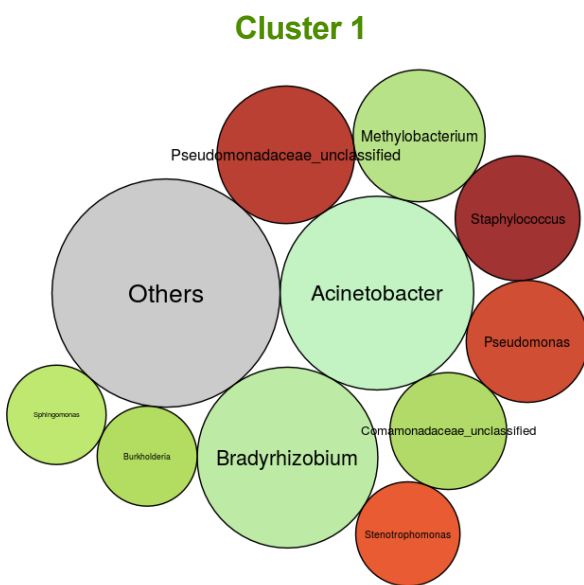 Cluster 1
Methylobacterium
Pseudomonadaceae_unclassified
Staphylococcus
Others
Acinetobacter
Pseudomonas
Sphingomonas
Comamonadaceae_unclassified
Burkholderia
Bradyrhizobium
Stenotrophomonas